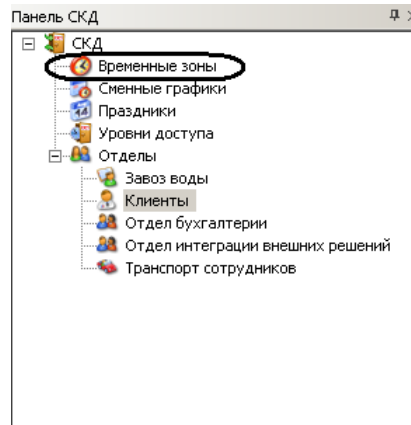 Панель СКД
СКД
Временные зоны
Сменные графики
Праздники
Уровни доступа
Отделы
Завоз воды
Клиенты
Отдел бухгалтерии
Отдел интеграции внешних решений
Транспорт сотрудников